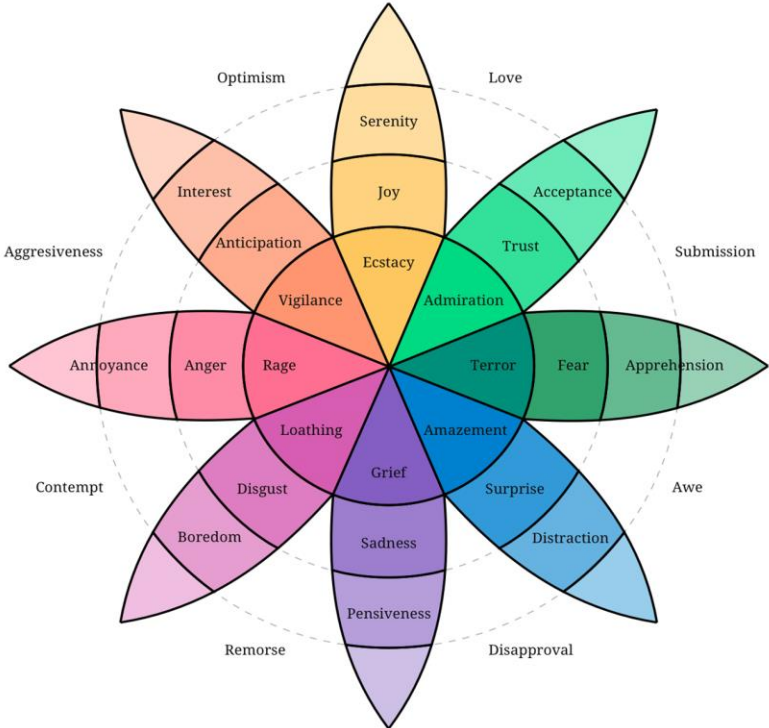 Optimism
Love
Serenity
Interest
Joy
Acceptance
Anticipation
Trust
Aggresiveness
Submission
Ecstacy
Vigilance
Admiration
Annoyance
Anger
Rage
Terror
Fear
Apprehension
Loathing
Amazement
Grief
Contempt
Disgust
Surprise
Awe
Boredom
Sadness
Distraction
Pensiveness
Remorse
Disapproval